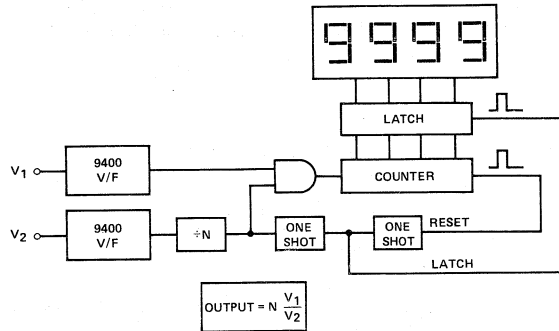 9999
LATCH
COUNTER
V1
9400
V/F
V2
9400
V/F
÷N
ONE
SHOT
ONE
SHOT
RESET
LATCH
OUTPUT = N V1/V2